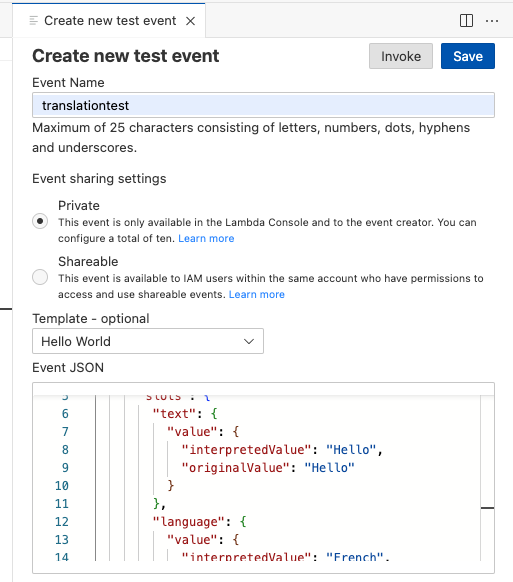 Create new test event
Create new test event
Invoke
Save
Event Name
translationtest
Maximum of 25 characters consisting of letters, numbers, dots, hyphens
and underscores.
Event sharing settings
Private
This event is only available in the Lambda Console and to the event creator. You can
configure a total of ten. Learn more
Shareable
This event is available to IAM users within the same account who have permissions to
access and use shareable events. Learn more
Template - optional
Hello World
Event JSON
5 "slots": {
6 "text": {
7 "value": {
8 "interpretedValue": "Hello",
9 "originalValue": "Hello"
10 }
11 },
12 "language": {
13 "value": {
14 "interpretedValue": "French",